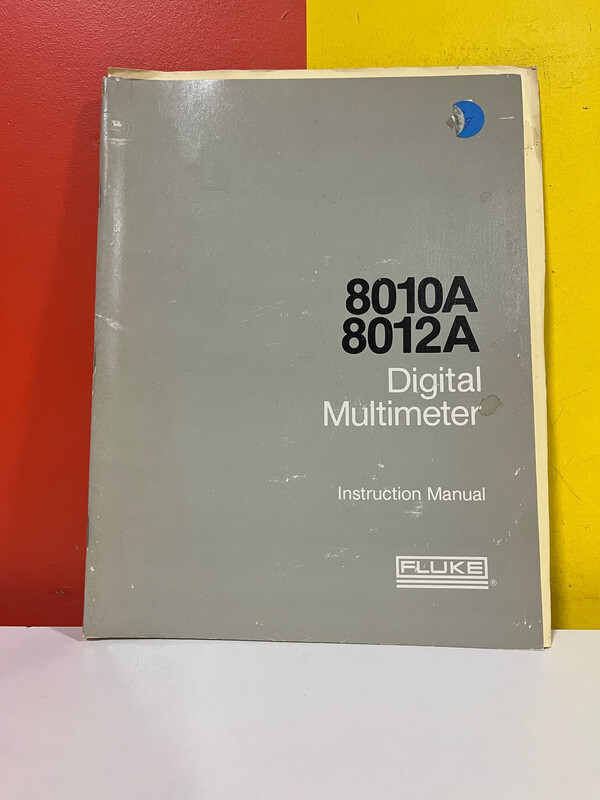 8010A
8012A
Digital
Multimeter
Instruction Manual
FLUKE
®